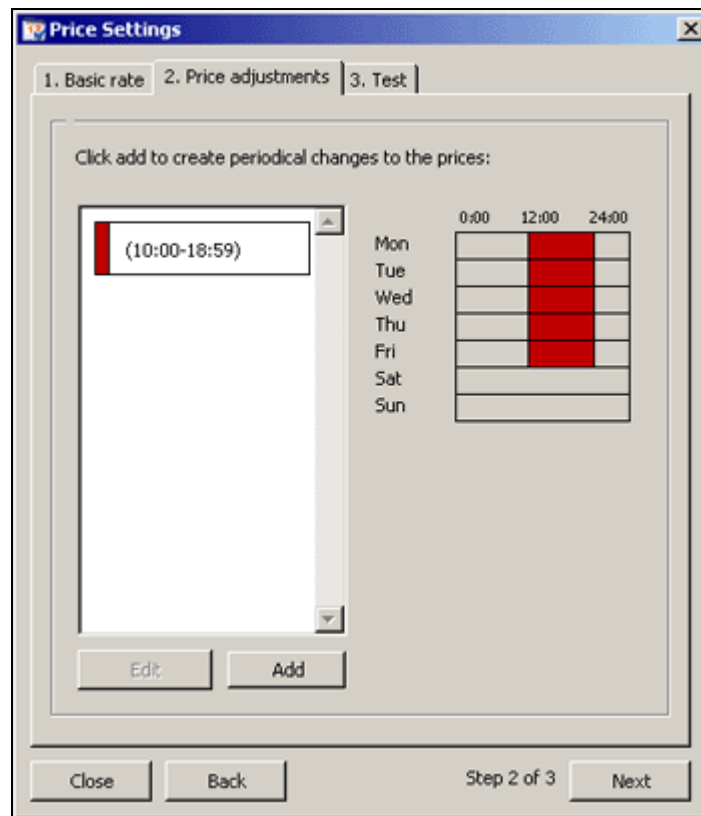 Price Settings
1. Basic rate
2. Price adjustments
3. Test
Click add to create periodical changes to the prices:
(10:00-18:59)
0:00 12:00 24:00
Mon
Tue
Wed
Thu
Fri
Sat
Sun
Edit
Add
Close
Back
Step 2 of 3
Next